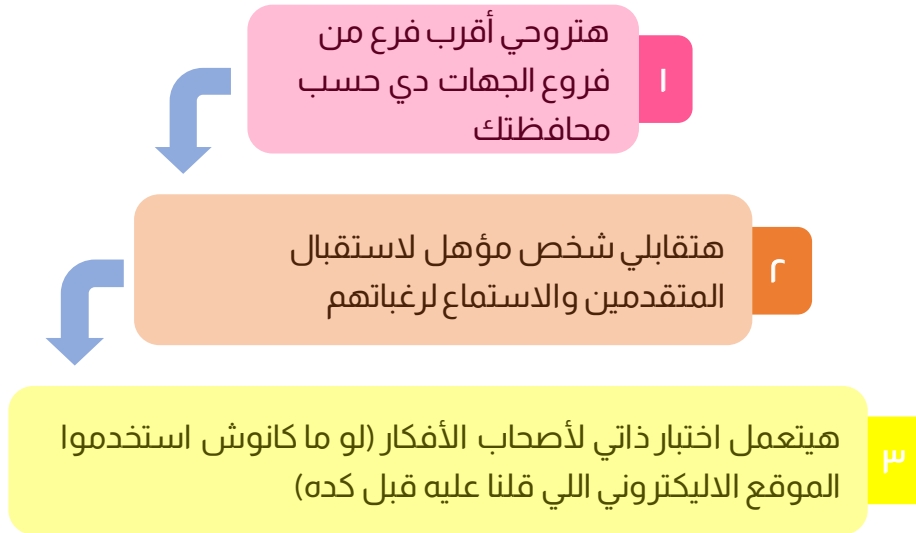 ١
هتروحي أقرب فرع من
فروع الجهات دي حسب
محافظتك
٢
هتقابلي شخص مؤهل لاستقبال
المتقدمين والاستماع لرغباتهم
٣
هيتعمل اختبار ذاتي لأصحاب الأفكار (لو ما كانوش استخدموا
الموقع الاليكتروني اللي قلنا عليه قبل كده)